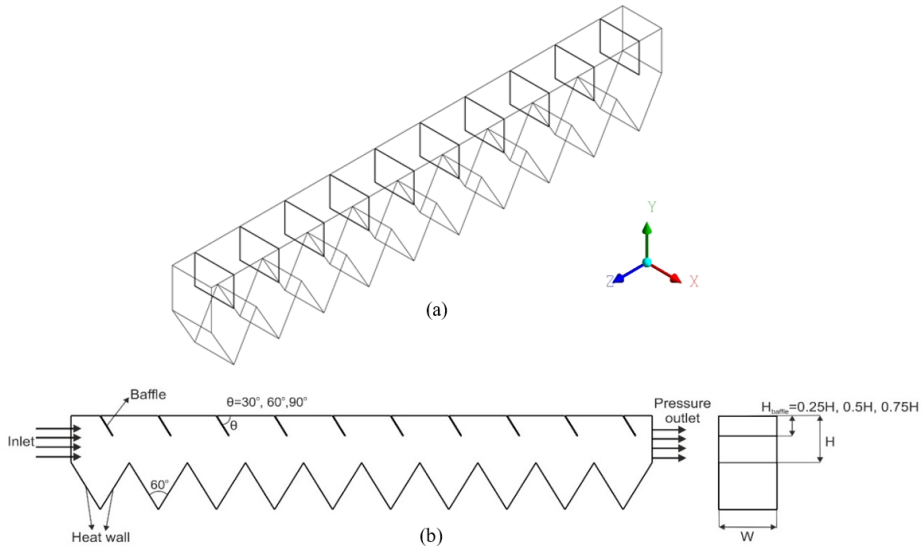 Y
Z
X
(a)
Baffle
θ=30°, 60°,90°
θ
Pressure
outlet
H_baffle=0.25H, 0.5H, 0.75H
Inlet
H
60°
Heat wall
W
(b)